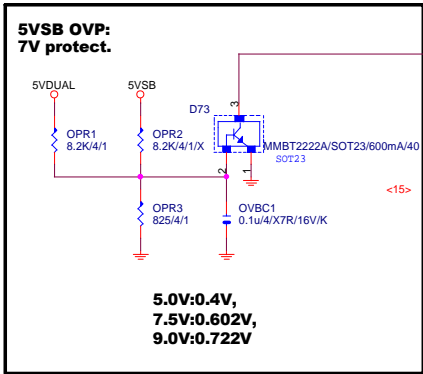 5VSB OVP:
7V protect.
5VDUAL
5VSB
D73
3
OPR1
8.2K/4/1
OPR2
8.2K/4/1/X
MMBT2222A/SOT23/600mA/40
SOT23
2
1
<15>
OPR3
825/4/1
OVBC1
0.1u/4/X7R/16V/K
5.0V:0.4V,
7.5V:0.602V,
9.0V:0.722V